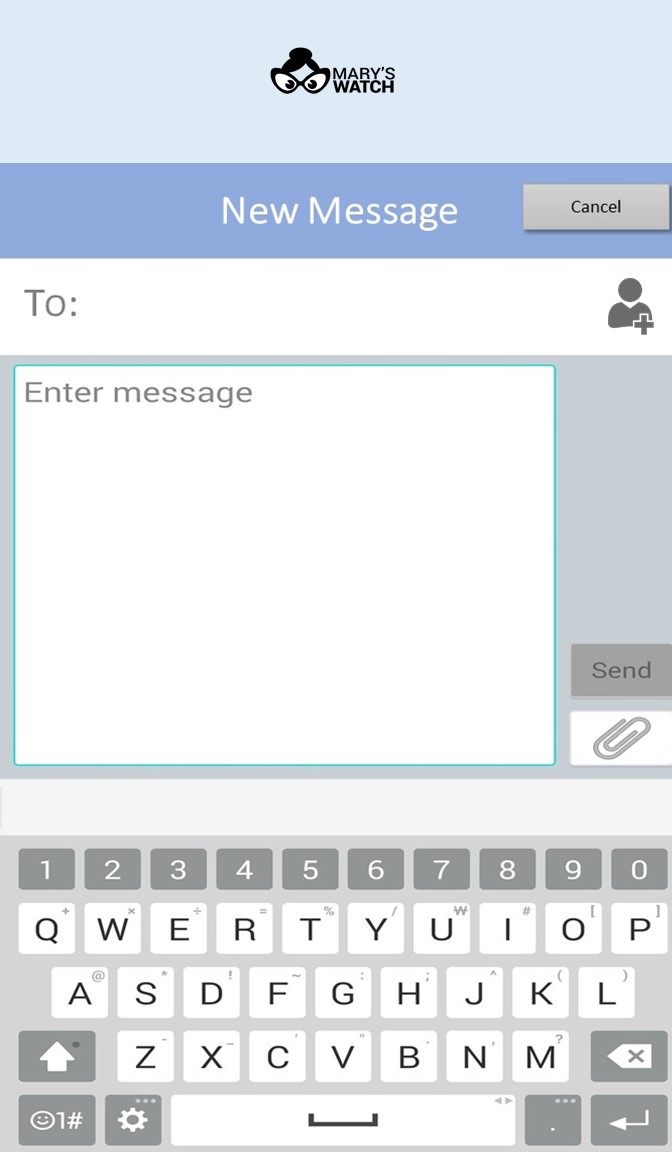 MARY'S
WATCH
New Message
Cancel
To:
Enter message
Send
1 2 3 4 5 6 7 8 9 0
Q + W × E ÷ R = T % Y / U ₩ I # O [ P ]
A @ S * D ! F ~ G : H ; J ^ K ( L )
Z - X _ C ' V " B . N , M ?
☺1# .